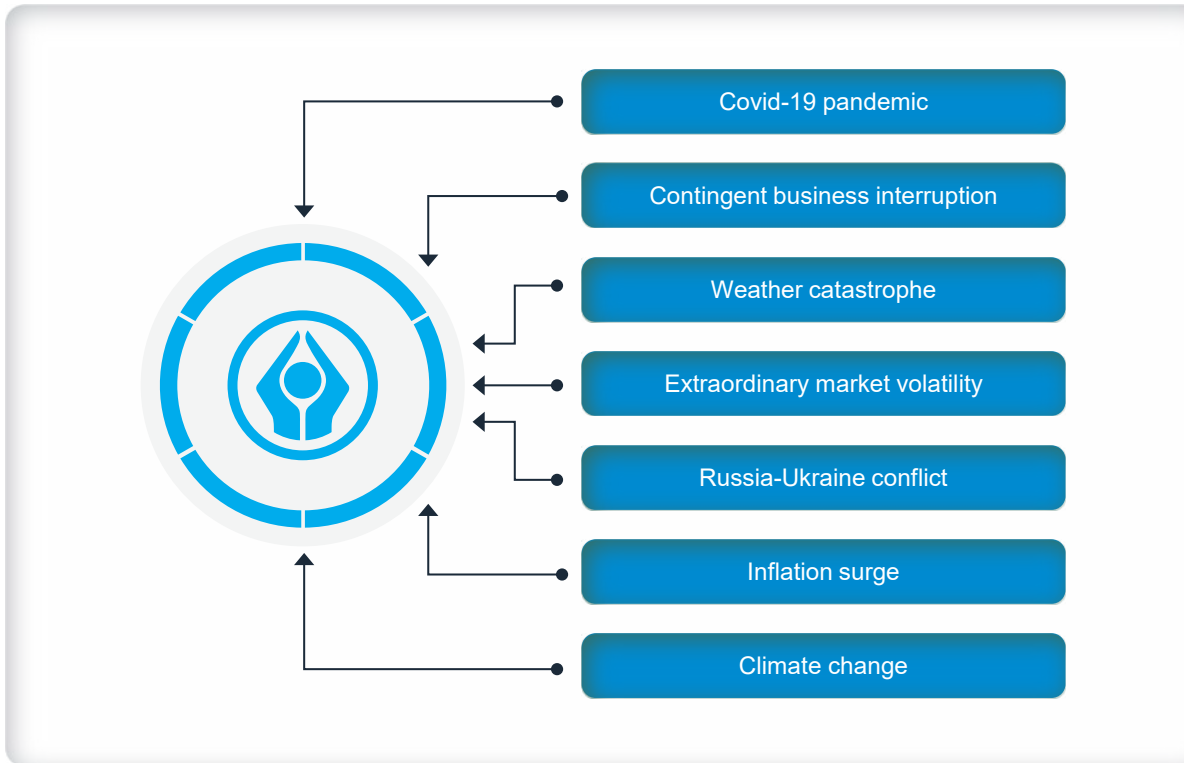 Covid-19 pandemic
Contingent business interruption
Weather catastrophe
Extraordinary market volatility
Russia-Ukraine conflict
Inflation surge
Climate change